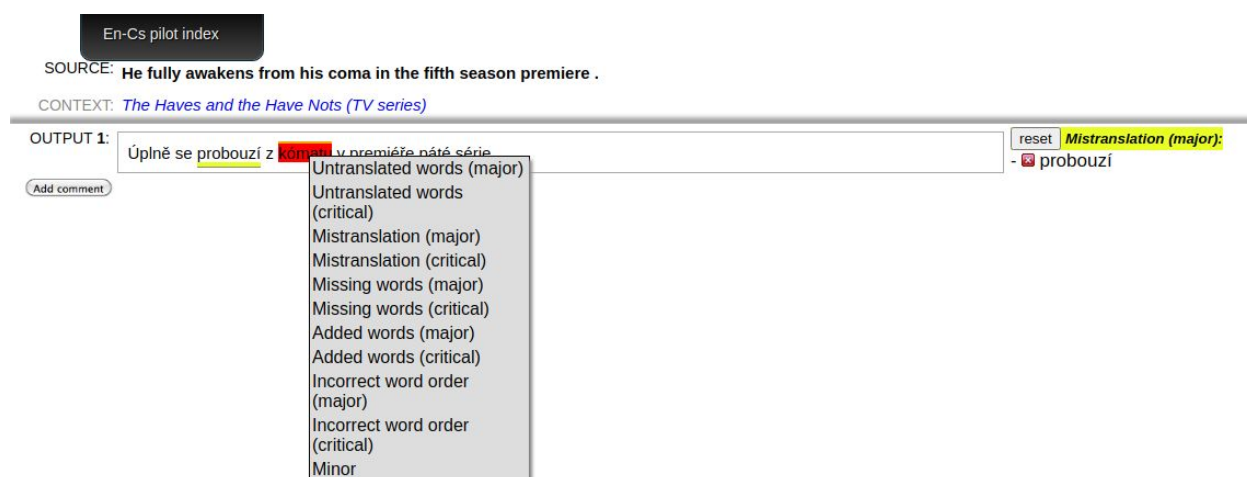 En-Cs pilot index
SOURCE: He fully awakens from his coma in the fifth season premiere .
CONTEXT: The Haves and the Have Nots (TV series)
OUTPUT 1: Úplně se probouzí z kómatu v premiéře páté série
reset Mistranslation (major):
- probouzí
Add comment
Untranslated words (major)
Untranslated words
(critical)
Mistranslation (major)
Mistranslation (critical)
Missing words (major)
Missing words (critical)
Added words (major)
Added words (critical)
Incorrect word order
(major)
Incorrect word order
(critical)
Minor